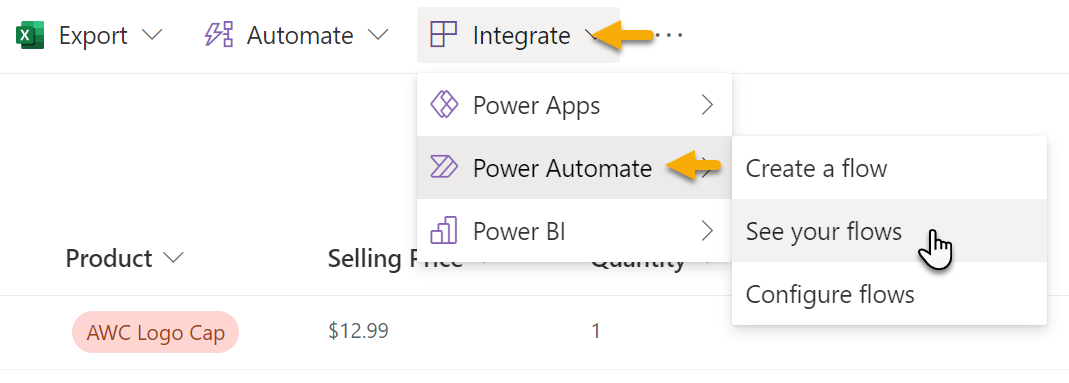 Export
Automate
Integrate
Power Apps
Power Automate
Create a flow
See your flows
Power BI
Configure flows
Product
Selling Price
Quantity
AWC Logo Cap
$12.99
1